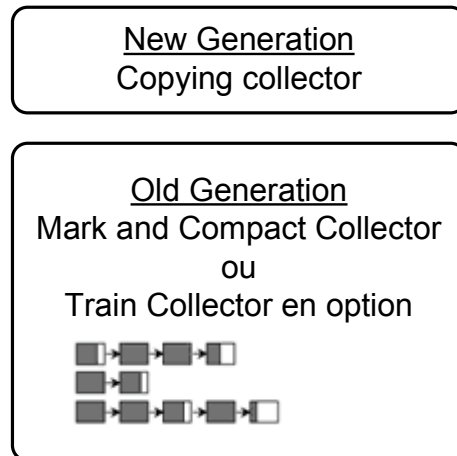 New Generation
Copying collector
Old Generation
Mark and Compact Collector
ou
Train Collector en option